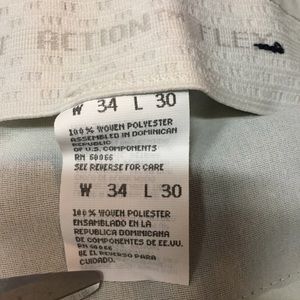 ACTION FLEX
W 34 L 30
100% WOVEN POLYESTER
ASSEMBLED IN DOMINICAN
REPUBLIC
OF U.S. COMPONENTS
RN 60066
SEE REVERSE FOR CARE
W 34 L 30
100% WOVEN POLIESTER
ENSAMBLADO EN LA
REPUBLICA DOMINICANA
DE COMPONENTES DE EE.UU.
RN 60066
VE EL REVERSO PARA
CUIDADO.